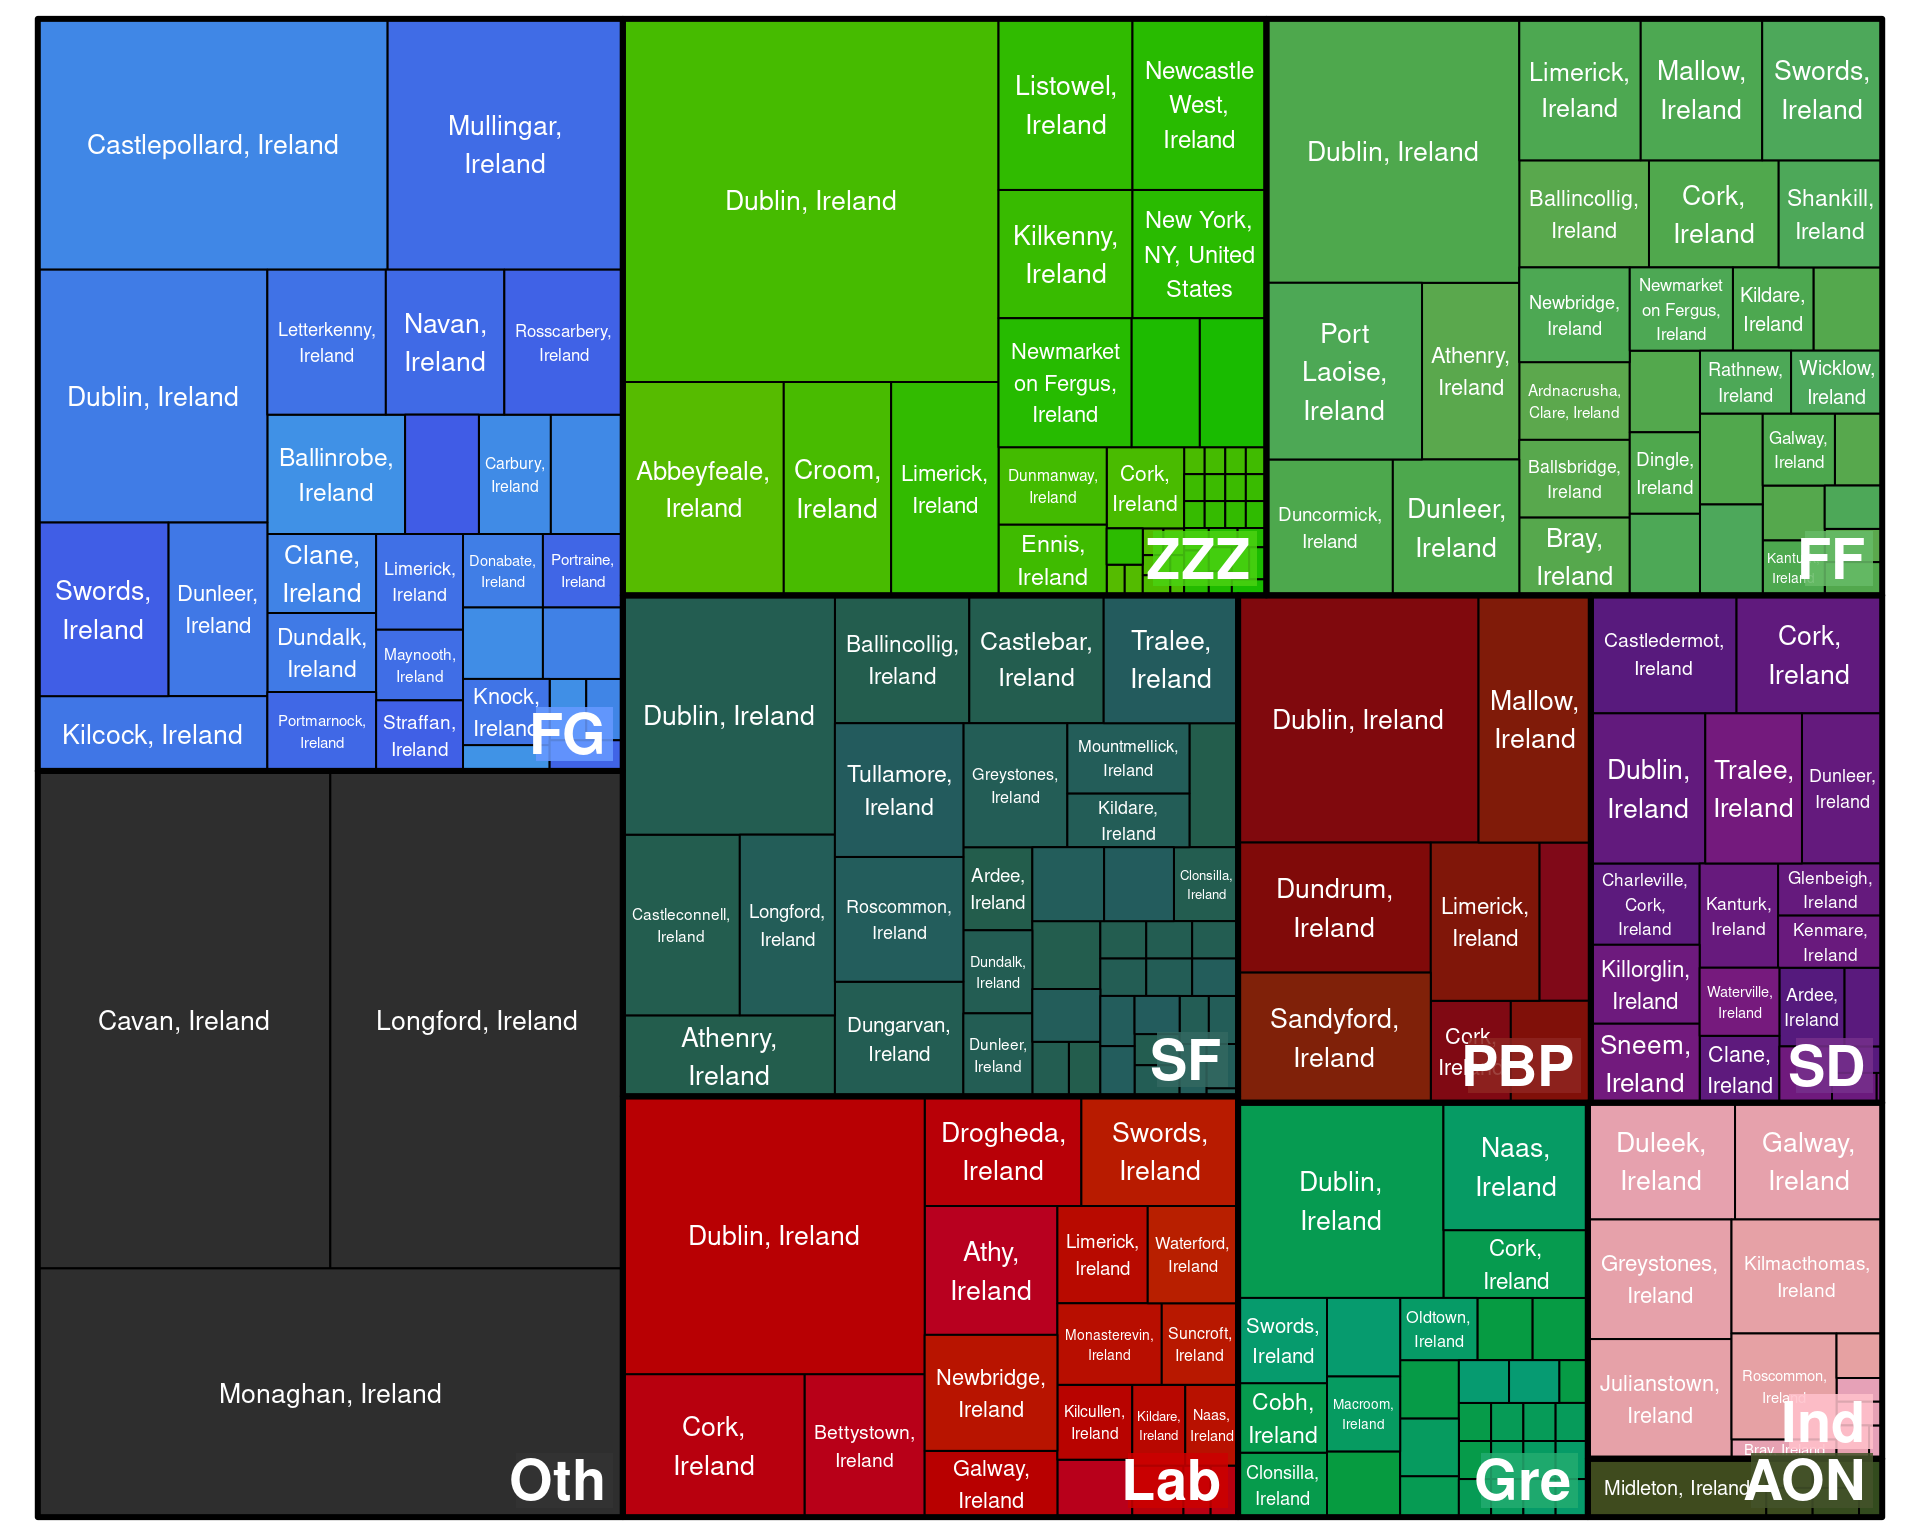 Castlepollard, Ireland
Mullingar,
Ireland
Dublin, Ireland
Letterkenny,
Ireland
Navan,
Ireland
Rosscarbery,
Ireland
Ballinrobe,
Ireland
Carbury,
Ireland
Swords,
Ireland
Dunleer,
Ireland
Clane,
Ireland
Limerick,
Ireland
Donabate,
Ireland
Portraine,
Ireland
Dundalk,
Ireland
Maynooth,
Ireland
Kilcock, Ireland
Portmarnock,
Ireland
Straffan,
Ireland
Knock,
Ireland
FG
Cavan, Ireland
Longford, Ireland
Monaghan, Ireland
Oth
Dublin, Ireland
Listowel,
Ireland
Newcastle
West,
Ireland
Kilkenny,
Ireland
New York,
NY, United
States
Newmarket
on Fergus,
Ireland
Abbeyfeale,
Ireland
Croom,
Ireland
Limerick,
Ireland
Dunmanway,
Ireland
Cork,
Ireland
Ennis,
Ireland
ZZZ
Dublin, Ireland
Limerick,
Ireland
Mallow,
Ireland
Swords,
Ireland
Ballincollig,
Ireland
Cork,
Ireland
Shankill,
Ireland
Port
Laoise,
Ireland
Athenry,
Ireland
Newbridge,
Ireland
Newmarket
on Fergus,
Ireland
Kildare,
Ireland
Ardnacrusha,
Clare, Ireland
Rathnew,
Ireland
Wicklow,
Ireland
Duncormick,
Ireland
Dunleer,
Ireland
Ballsbridge,
Ireland
Dingle,
Ireland
Galway,
Ireland
Bray,
Ireland
Kantu
Ireland
FF
Dublin, Ireland
Ballincollig,
Ireland
Castlebar,
Ireland
Tralee,
Ireland
Tullamore,
Ireland
Greystones,
Ireland
Mountmellick,
Ireland
Kildare,
Ireland
Castleconnell,
Ireland
Longford,
Ireland
Roscommon,
Ireland
Ardee,
Ireland
Clonsilla,
Ireland
Dundalk,
Ireland
Athenry,
Ireland
Dungarvan,
Ireland
Dunleer,
Ireland
SF
Dublin, Ireland
Mallow,
Ireland
Dundrum,
Ireland
Limerick,
Ireland
Sandyford,
Ireland
Cork,
Ireland
PBP
Castledermot,
Ireland
Cork,
Ireland
Dublin,
Ireland
Tralee,
Ireland
Dunleer,
Ireland
Charleville,
Cork,
Ireland
Kanturk,
Ireland
Glenbeigh,
Ireland
Kenmare,
Ireland
Killorglin,
Ireland
Waterville,
Ireland
Ardee,
Ireland
Sneem,
Ireland
Clane,
Ireland
SD
Dublin, Ireland
Drogheda,
Ireland
Swords,
Ireland
Athy,
Ireland
Limerick,
Ireland
Waterford,
Ireland
Monasterevin,
Ireland
Suncroft,
Ireland
Cork,
Ireland
Bettystown,
Ireland
Newbridge,
Ireland
Kilcullen,
Ireland
Kildare,
Ireland
Naas,
Ireland
Galway,
Ireland
Lab
Dublin,
Ireland
Naas,
Ireland
Cork,
Ireland
Swords,
Ireland
Oldtown,
Ireland
Cobh,
Ireland
Macroom,
Ireland
Clonsilla,
Ireland
Gre
Duleek,
Ireland
Galway,
Ireland
Greystones,
Ireland
Kilmacthomas,
Ireland
Julianstown,
Ireland
Roscommon,
Ireland
Bray, Ireland
Ind
Midleton, Ireland
AON